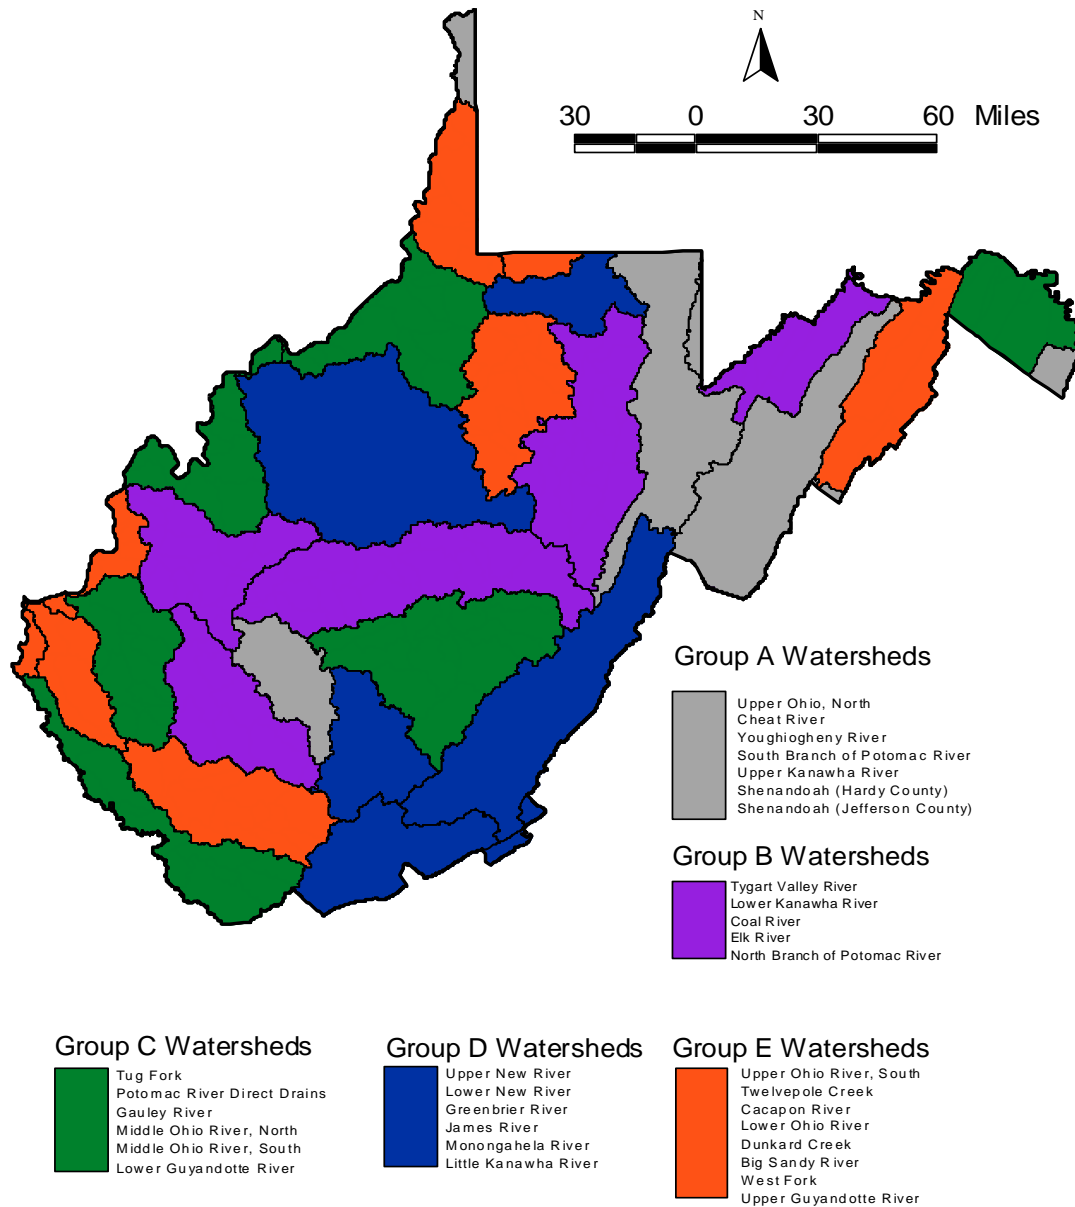 N
30 0 30 60 Miles
Group A Watersheds
Upper Ohio, North
Cheat River
Youghiogheny River
South Branch of Potomac River
Upper Kanawha River
Shenandoah (Hardy County)
Shenandoah (Jefferson County)
Group B Watersheds
Tygart Valley River
Lower Kanawha River
Coal River
Elk River
North Branch of Potomac River
Group C Watersheds
Tug Fork
Potomac River Direct Drains
Gauley River
Middle Ohio River, North
Middle Ohio River, South
Lower Guyandotte River
Group D Watersheds
Upper New River
Lower New River
Greenbrier River
James River
Monongahela River
Little Kanawha River
Group E Watersheds
Upper Ohio River, South
Twelvepole Creek
Cacapon River
Lower Ohio River
Dunkard Creek
Big Sandy River
West Fork
Upper Guyandotte River